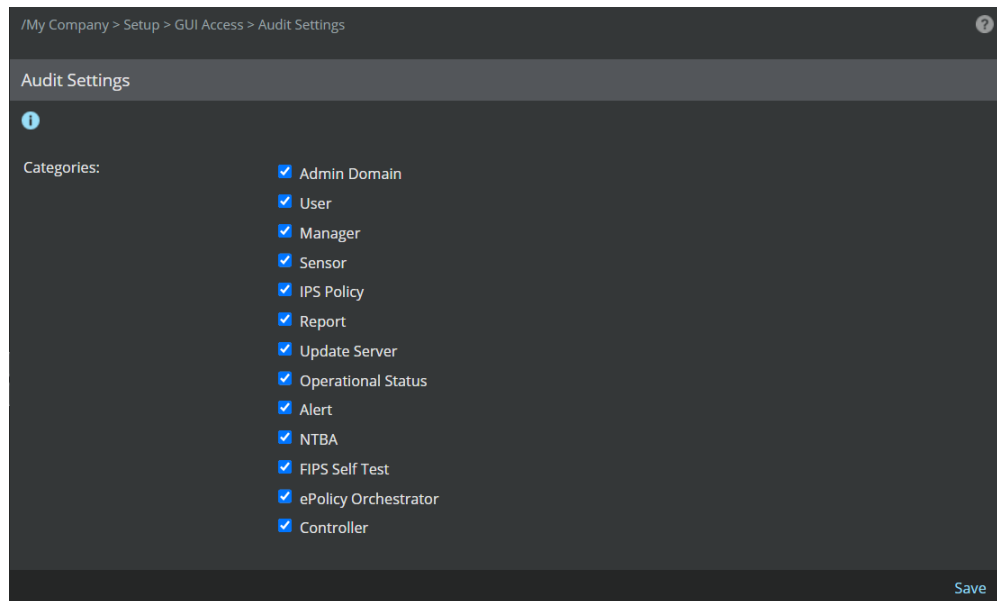 /My Company > Setup > GUI Access > Audit Settings
?
Audit Settings
i
Categories:
Admin Domain
User
Manager
Sensor
IPS Policy
Report
Update Server
Operational Status
Alert
NTBA
FIPS Self Test
ePolicy Orchestrator
Controller
Save